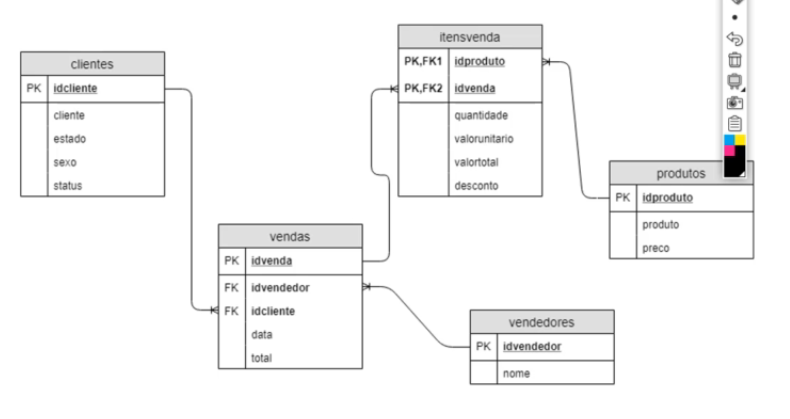 clientes
PK idcliente
cliente
estado
sexo
status
itensvenda
PK,FK1 idproduto
PK,FK2 idvenda
quantidade
valorunitario
valortotal
desconto
produtos
PK idproduto
produto
preco
vendas
PK idvenda
FK idvendedor
FK idcliente
data
total
vendedores
PK idvendedor
nome